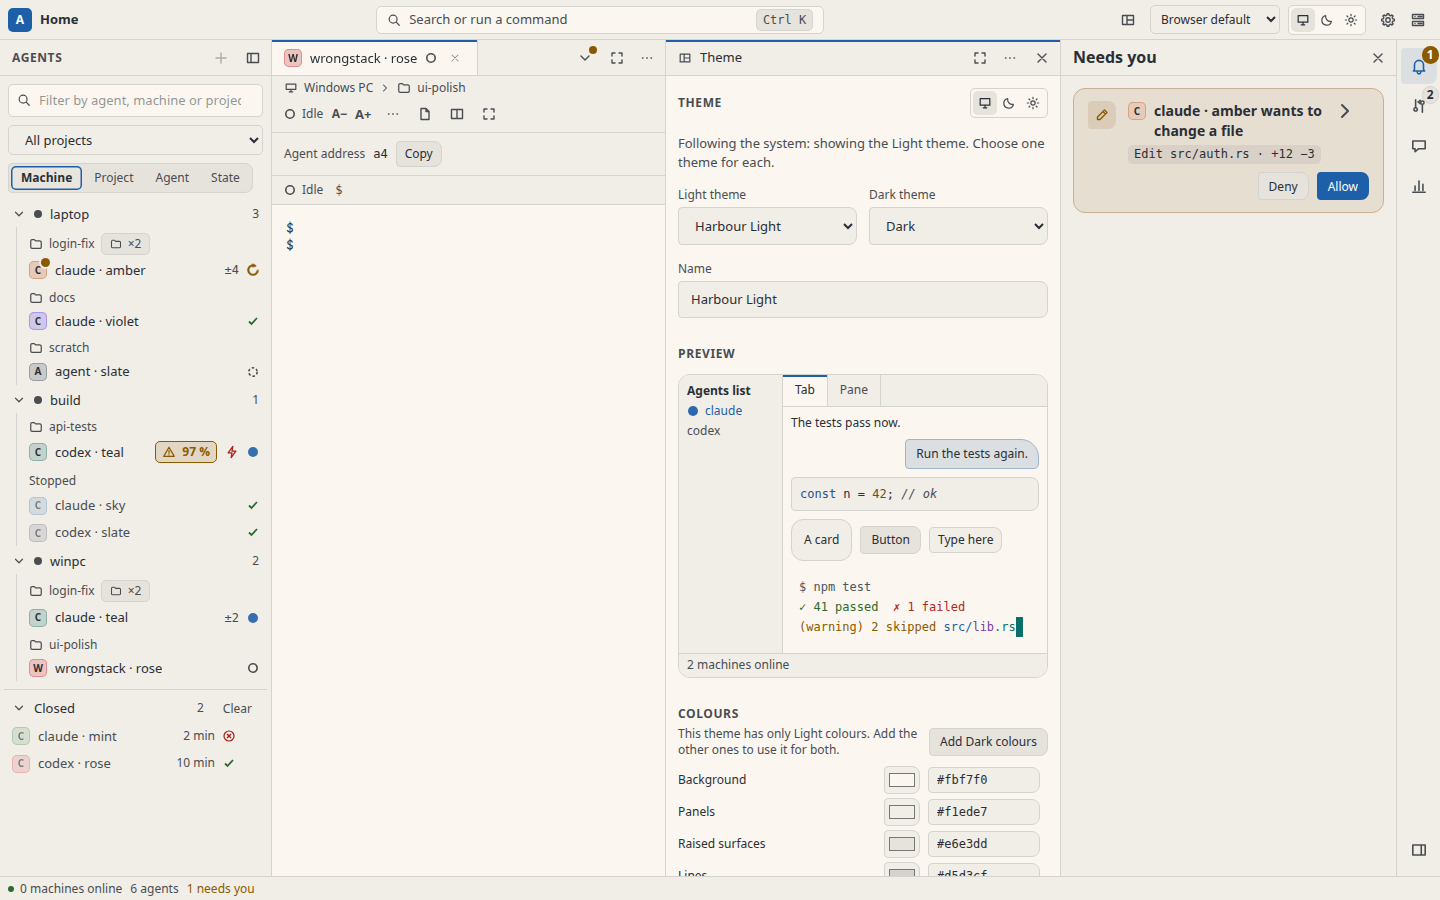 A Home
Search or run a command Ctrl K
Browser default
AGENTS
Filter by agent, machine or projec
All projects
Machine Project Agent State
laptop 3
login-fix ×2
C claude · amber ±4
docs
C claude · violet
scratch
A agent · slate
build 1
api-tests
C codex · teal 97 %
Stopped
C claude · sky
C codex · slate
winpc 2
login-fix ×2
C claude · teal ±2
ui-polish
W wrongstack · rose
Closed 2 Clear
C claude · mint 2 min
C codex · rose 10 min
W wrongstack · rose
Windows PC ui-polish
Idle A− A+
Agent address a4 Copy
Idle $
$
$
Theme
THEME
Following the system: showing the Light theme. Choose one
theme for each.
Light theme Dark theme
Harbour Light Dark
Name
Harbour Light
PREVIEW
Agents list
claude
codex
Tab Pane
The tests pass now.
Run the tests again.
const n = 42; // ok
A card Button Type here
$ npm test
✓ 41 passed ✗ 1 failed
(warning) 2 skipped src/lib.rs
2 machines online
COLOURS
This theme has only Light colours. Add the
other ones to use it for both.
Add Dark colours
Background #fbf7f0
Panels #f1ede7
Raised surfaces #e6e3dd
Lines #d5d3cf
Needs you
C claude · amber wants to
change a file
Edit src/auth.rs · +12 −3
Deny Allow
1
2
0 machines online 6 agents 1 needs you